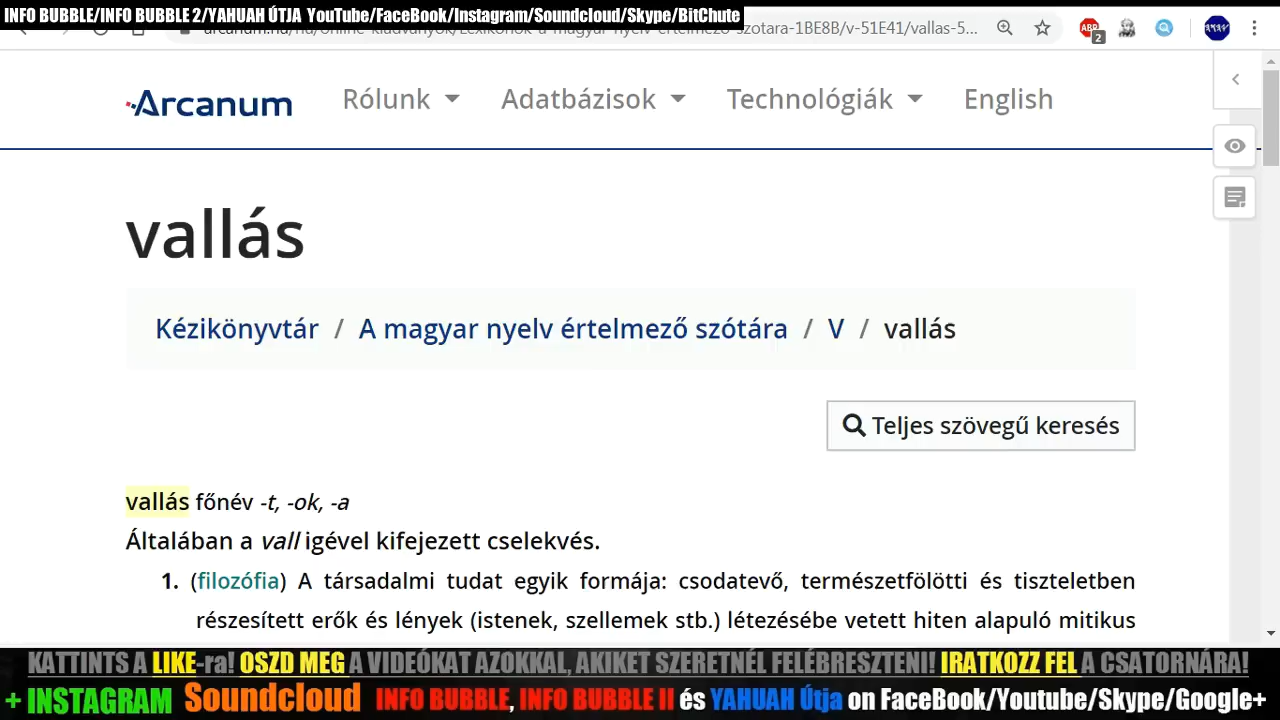 INFO BUBBLE/INFO BUBBLE 2/YAHUAH ÚTJA YouTube/FaceBook/Instagram/Soundcloud/Skype/BitChute
ABP
2
Arcanum
Rólunk
Adatbázisok
Technológiák
English
vallás
Kézikönyvtár / A magyar nyelv értelmező szótára / V / vallás
Teljes szövegű keresés
vallás főnév -t, -ok, -a
Általában a vall igével kifejezett cselekvés.
1. (filozófia) A társadalmi tudat egyik formája: csodatevő, természetfölötti és tiszteletben
részesített erők és lények (istenek, szellemek stb.) létezésébe vetett hiten alapuló mitikus
KATTINTS A LIKE-ra! OSZD MEG A VIDEÓKAT AZOKKAL, AKIKET SZERETNÉL FELÉBRESZTENI! IRATKOZZ FEL A CSATORNÁRA!
+ INSTAGRAM Soundcloud INFO BUBBLE, INFO BUBBLE II és YAHUAH Útja on FaceBook/Youtube/Skype/Google+